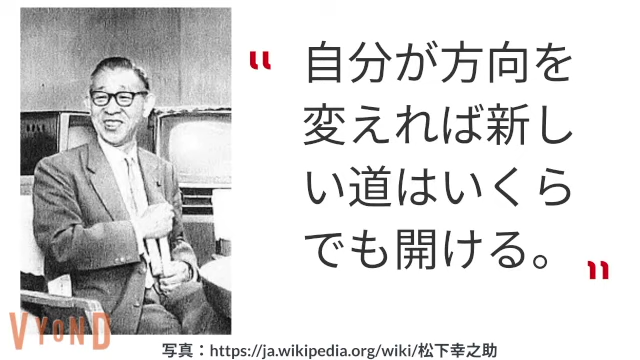 “
自分が方向を
変えれば新し
い道はいくら
でも開ける。
”
VYOND
写真：https://ja.wikipedia.org/wiki/松下幸之助